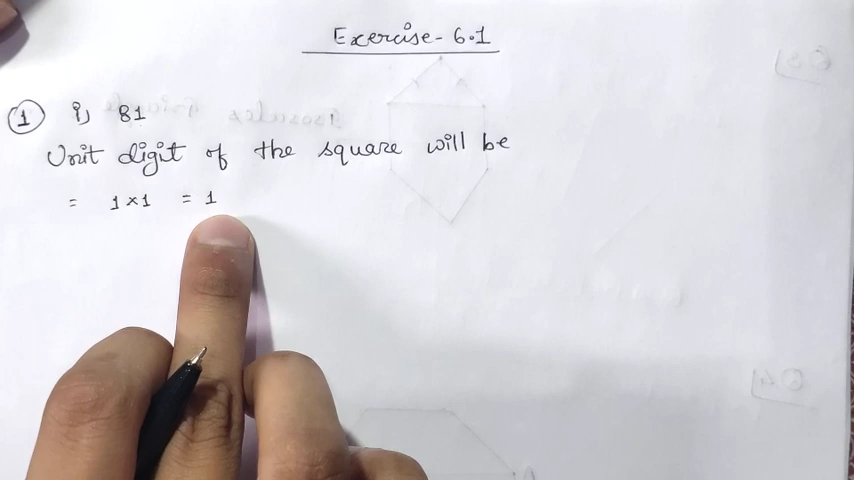 Exercise - 6.1
① i) 81
Unit digit of the square will be
= 1 × 1 = 1